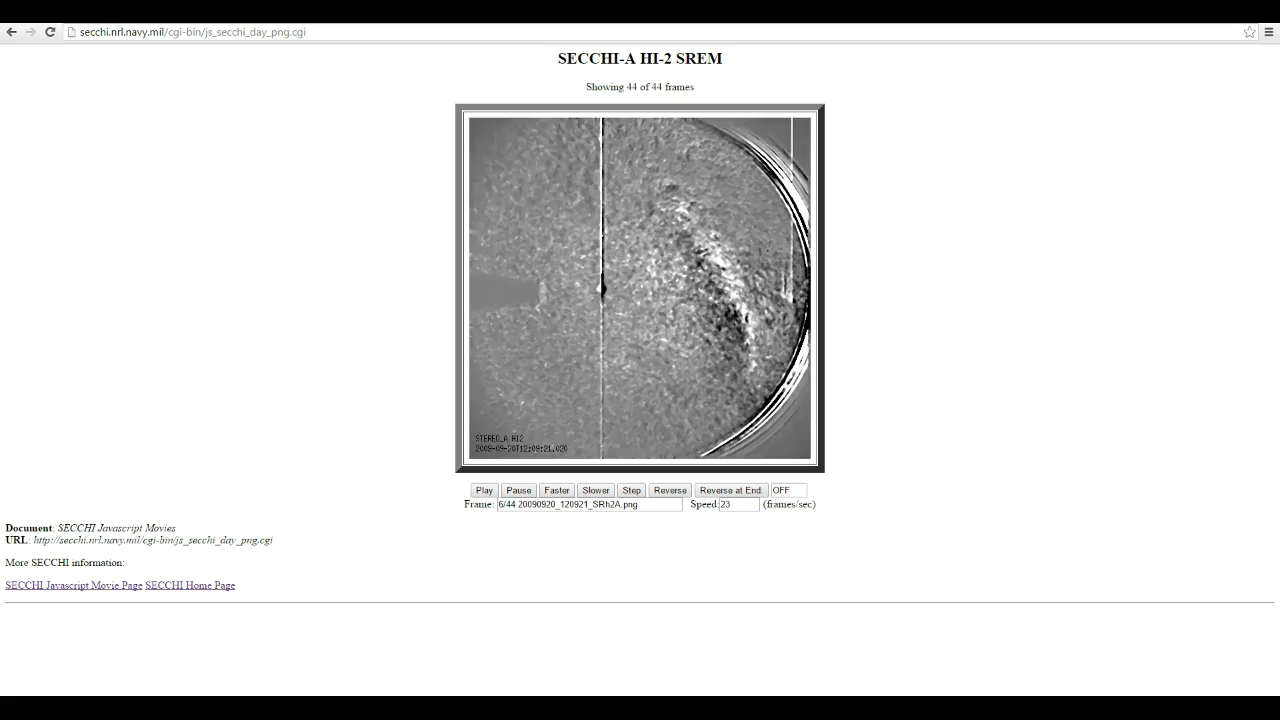 secchi.nrl.navy.mil/cgi-bin/js_secchi_day_png.cgi
SECCHI-A HI-2 SREM
Showing 44 of 44 frames
STEREO_A HI2
2009-09-20T12:09:21.020
Play Pause Faster Slower Step Reverse Reverse at End: OFF
Frame: 6/44 20090920_120921_SRh2A.png Speed: 23 (frames/sec)
Document: SECCHI Javascript Movies
URL: http://secchi.nrl.navy.mil/cgi-bin/js_secchi_day_png.cgi
More SECCHI information:
SECCHI Javascript Movie Page SECCHI Home Page